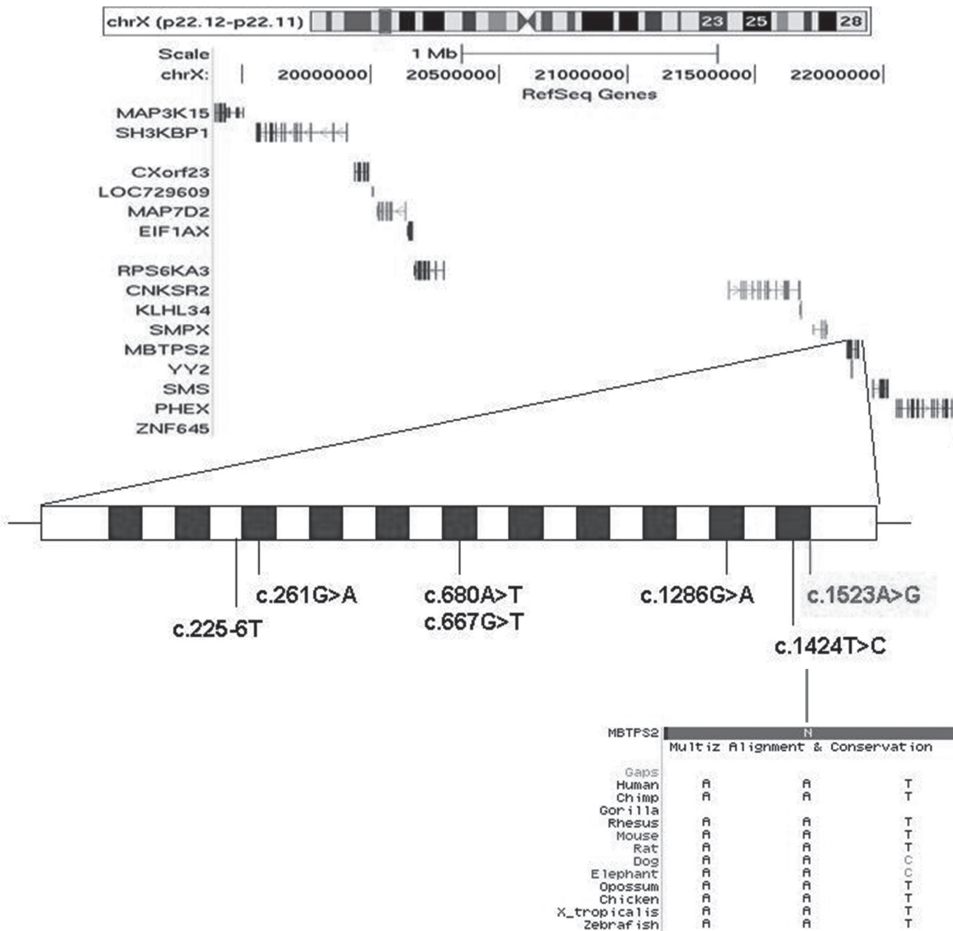 chrX (p22.12-p22.11) 23 25 28
Scale 1 Mb
chrX: 20000000 20500000 21000000 21500000 22000000
RefSeq Genes
MAP3K15
SH3KBP1
CXorf23
LOC729609
MAP7D2
EIF1AX
RPS6KA3
CNKSR2
KLHL34
SMPX
MBTPS2
YY2
SMS
PHEX
ZNF645
c.261G>A c.680A>T c.1286G>A c.1523A>G
c.225-6T c.667G>T
c.1424T>C
MBTPS2 N
Multiz Alignment & Conservation
Gaps
Human A A T
Chimp A A T
Gorilla
Rhesus A A T
Mouse A A T
Rat A A T
Dog A A C
Elephant A A C
Opossum A A T
Chicken A A T
X_tropicalis A A T
Zebrafish A A T